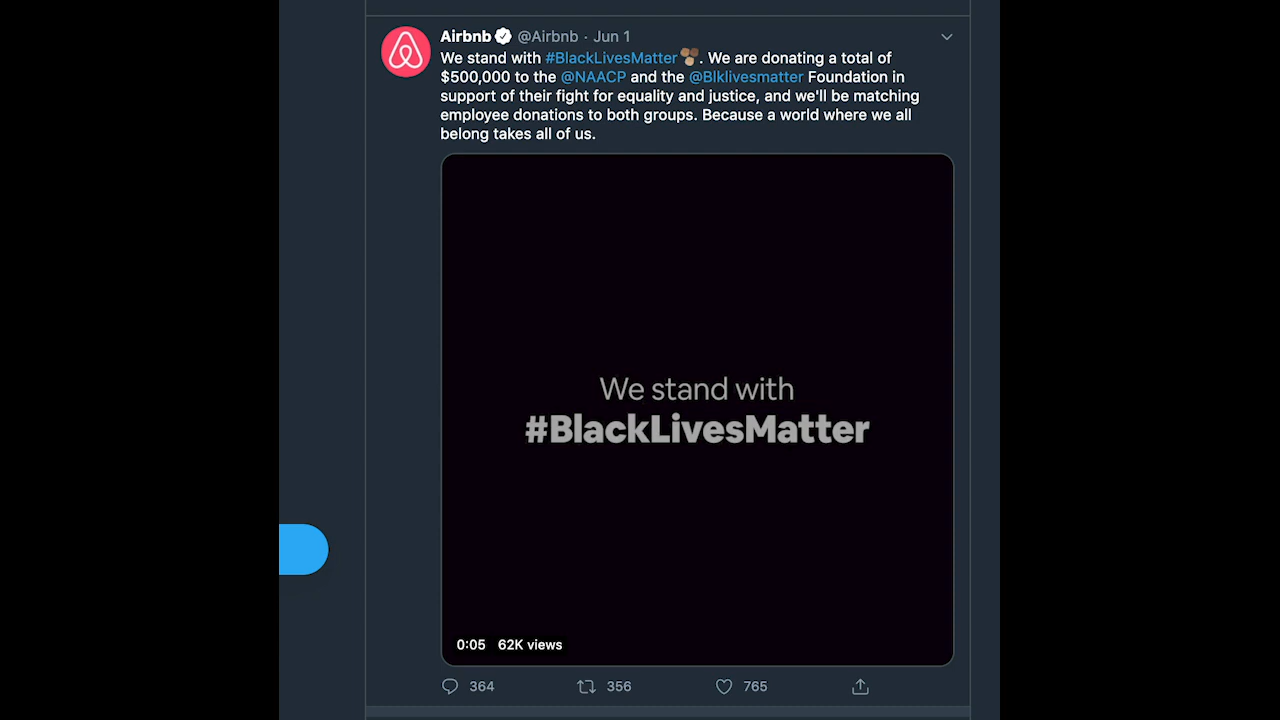 Airbnb @Airbnb · Jun 1
We stand with #BlackLivesMatter. We are donating a total of
$500,000 to the @NAACP and the @Blklivesmatter Foundation in
support of their fight for equality and justice, and we'll be matching
employee donations to both groups. Because a world where we all
belong takes all of us.
We stand with
#BlackLivesMatter
0:05 62K views
364 356 765